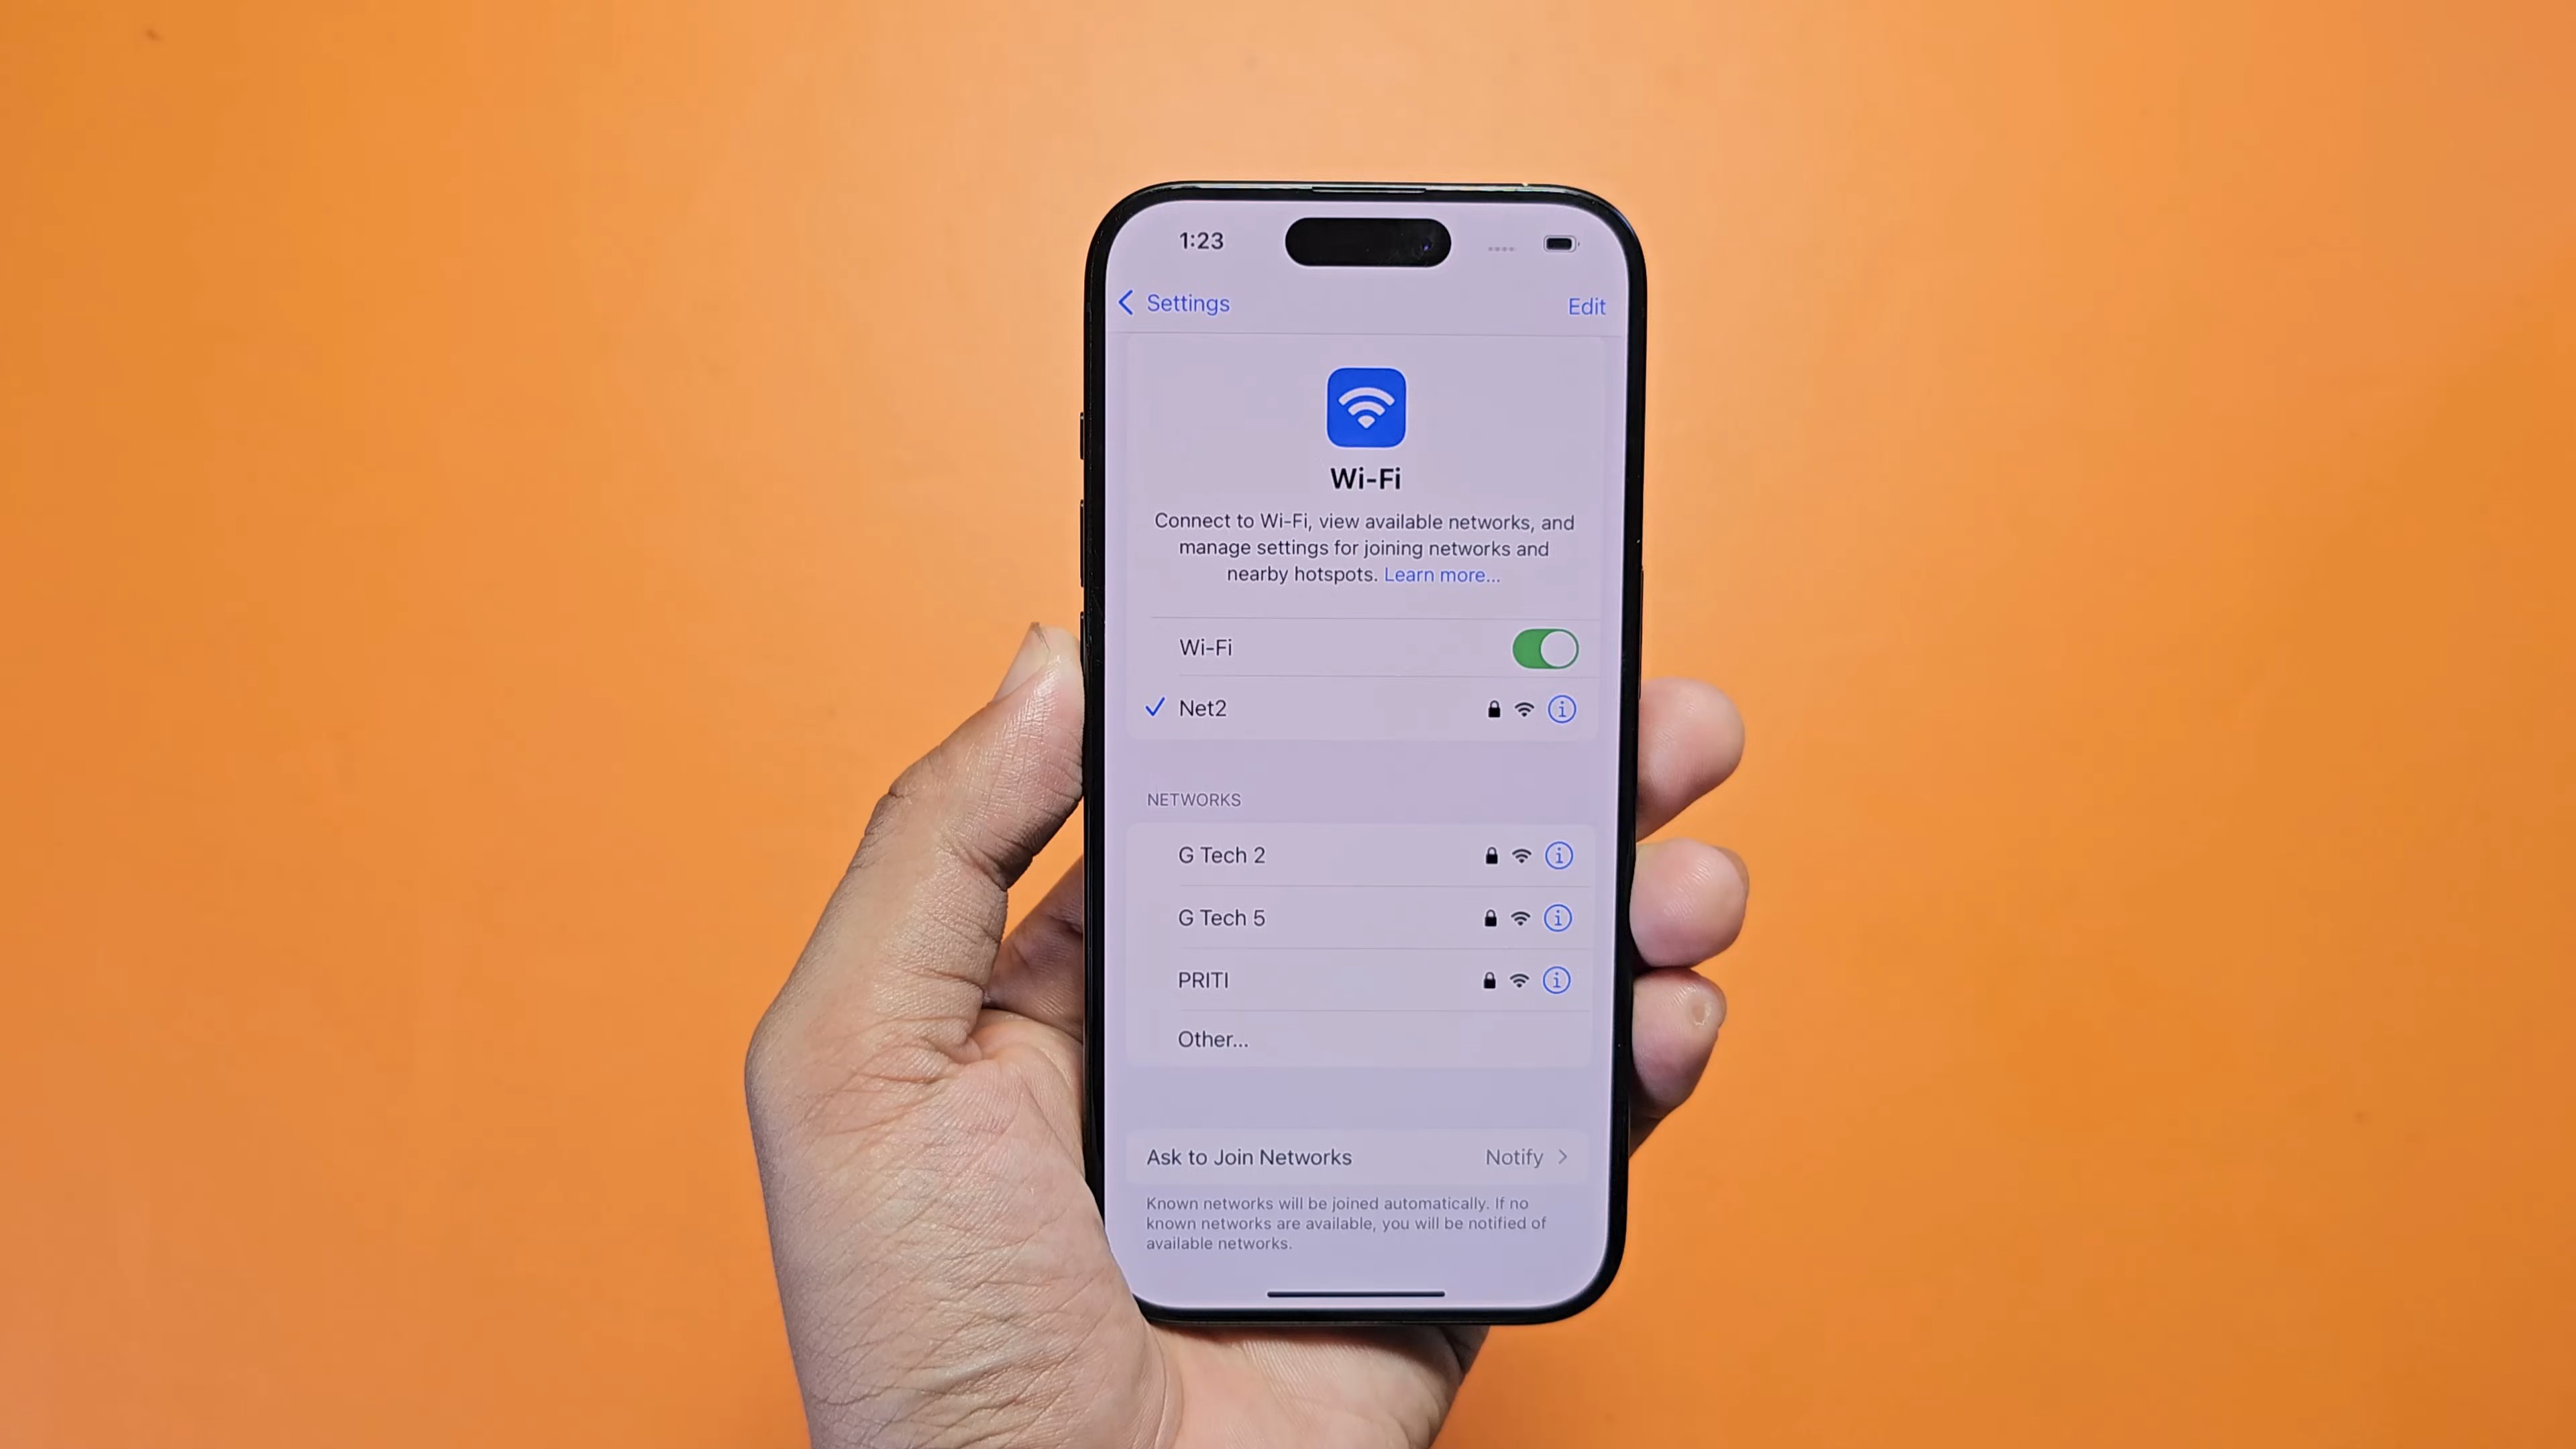 1:23
Settings
Edit
Wi-Fi
Connect to Wi-Fi, view available networks, and
manage settings for joining networks and
nearby hotspots. Learn more...
Wi-Fi
Net2
NETWORKS
G Tech 2
G Tech 5
PRITI
Other...
Ask to Join Networks Notify
Known networks will be joined automatically. If no
known networks are available, you will be notified of
available networks.